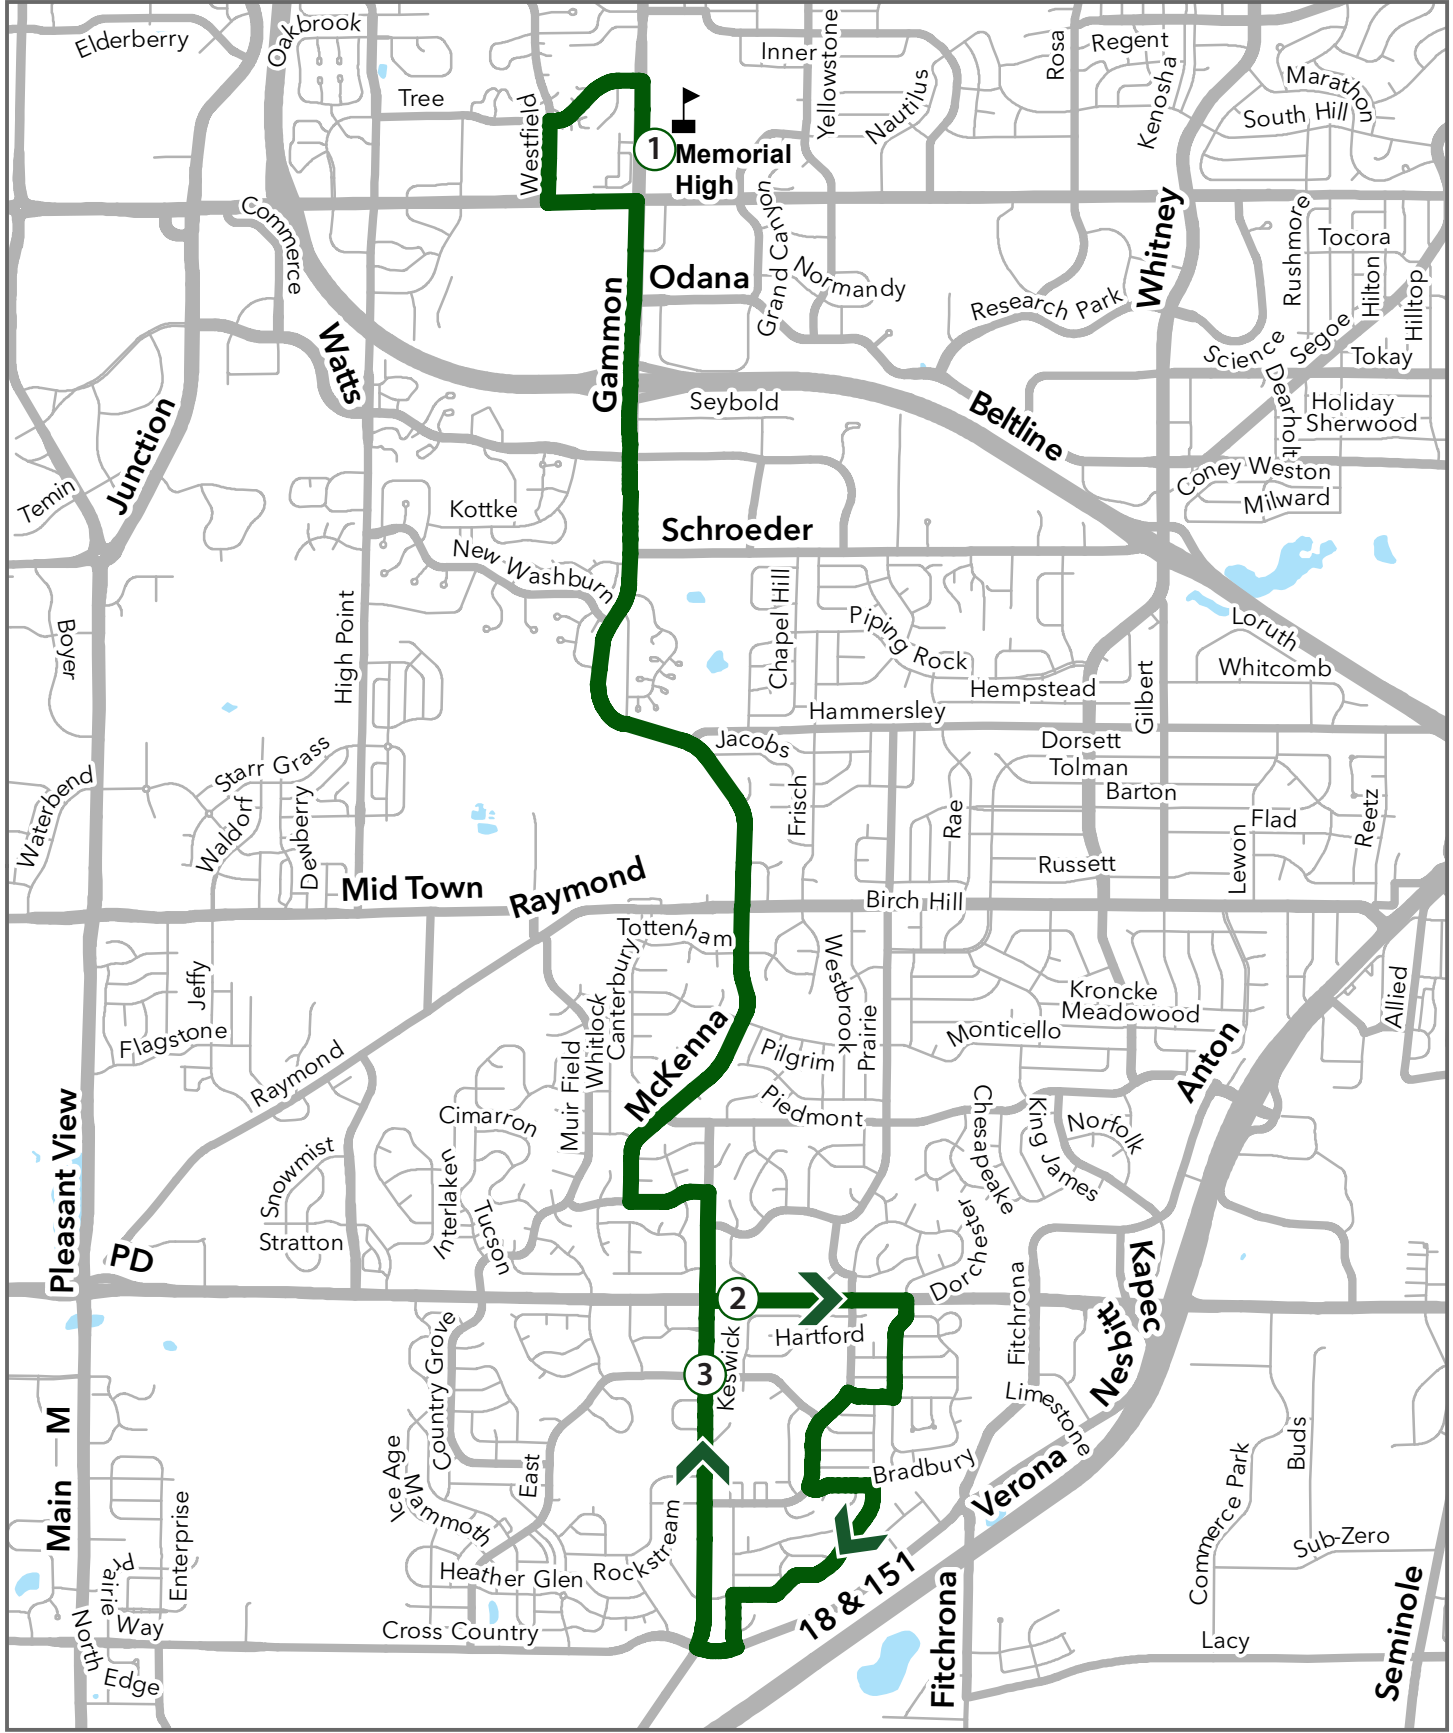 Elderberry
Oakbrook
Inner
Yellowstone
Rosa
Regent
Kenosha
Marathon
South Hill
Tree
Westfield
Nautilus
1
Memorial
High
Commerce
Grand Canyon
Whitney
Rushmore
Tocora
Hilton
Hilltop
Odana
Normandy
Research Park
Gammon
Watts
Science
Segoe
Tokay
Dearholt
Holiday
Sherwood
Seybold
Beltline
Junction
Coney Weston
Milward
Temin
Kottke
Schroeder
New Washburn
High Point
Boyer
Chapel Hill
Piping Rock
Loruth
Whitcomb
Hempstead
Gilbert
Hammersley
Jacobs
Dorsett
Tolman
Barton
Starr Grass
Waterbend
Waldorf
Dewberry
Frisch
Rae
Flad
Reetz
Lewon
Russett
Mid Town
Raymond
Birch Hill
Tottenham
Canterbury
Westbrook
Prairie
Jeffy
Flagstone
Whitlock
Kroncke
Meadowood
Allied
Monticello
McKenna
Pilgrim
Piedmont
Anton
Raymond
Muir Field
Cimarron
Chesapeake
King James
Norfolk
Pleasant View
Snowmist
Interlaken
Tucson
Stratton
Dorchester
PD
Kapec
2
Fitchrona
Nesbitt
Hartford
Keswick
3
Country Grove
Limestone
Main
M
Ice Age
East
Bradbury
Verona
Buds
Commerce Park
Mammoth
Enterprise
Prairie
Rockstream
Heather Glen
Sub-Zero
18 & 151
Fitchrona
Seminole
Way
Cross Country
Lacy
North
Edge